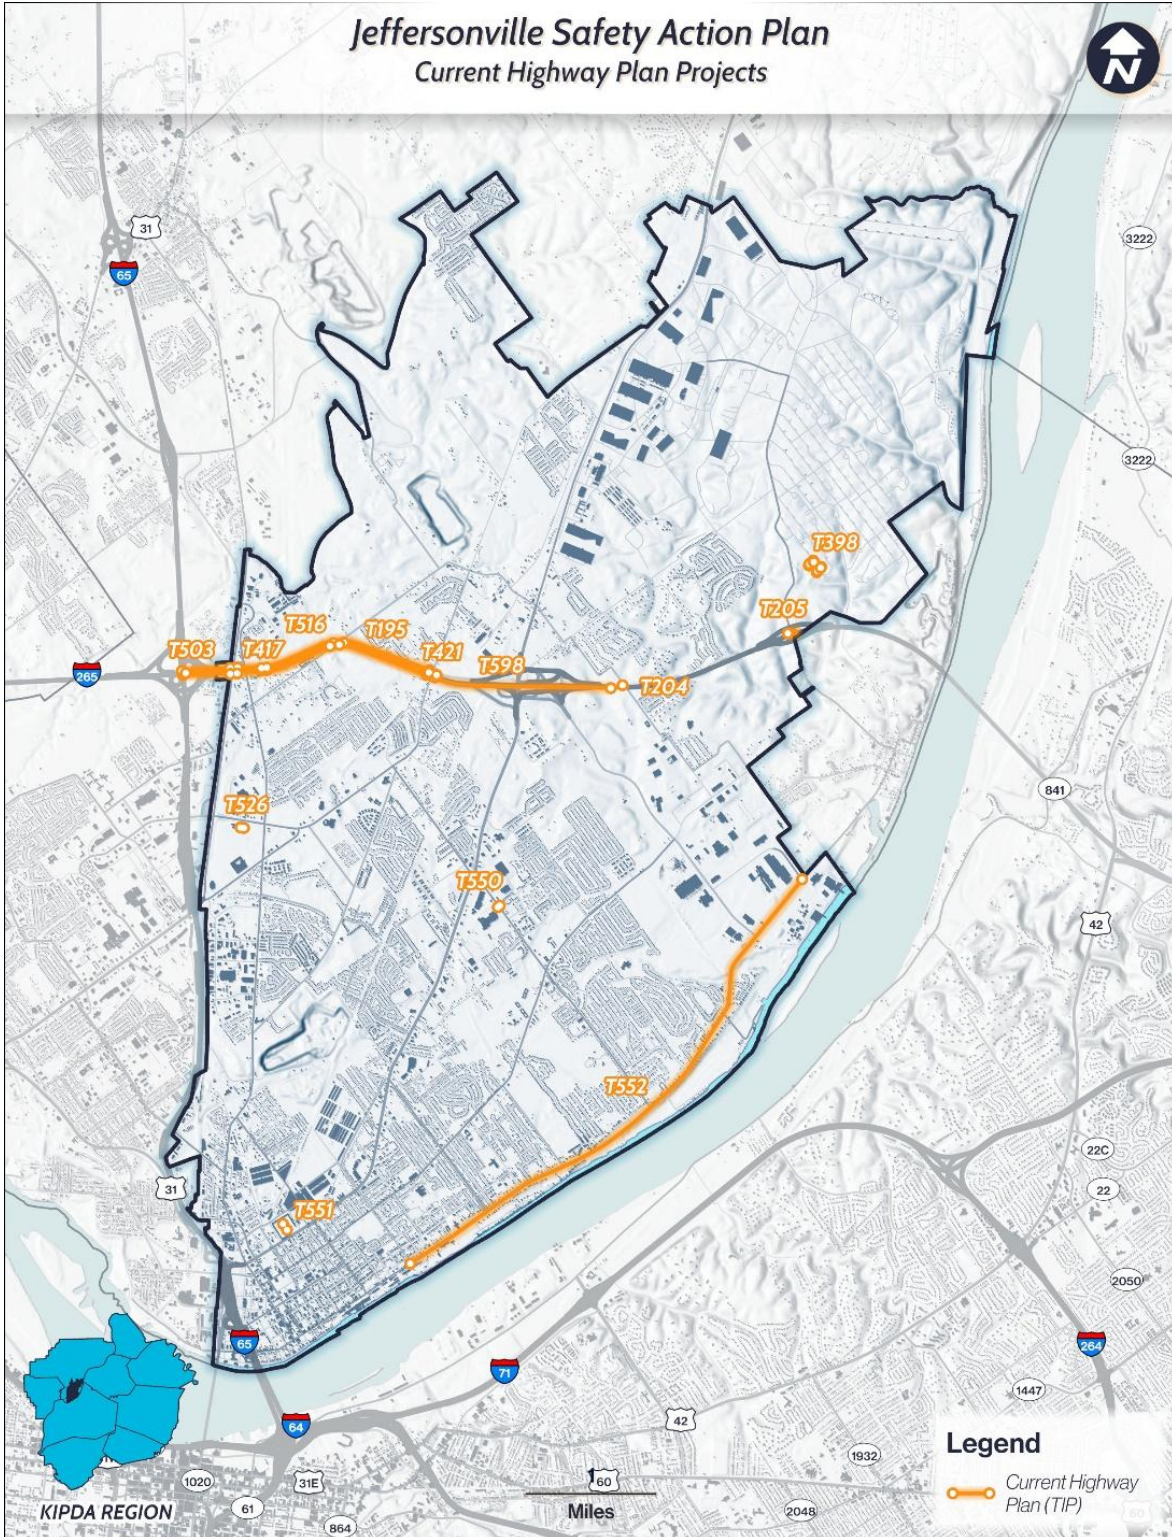 Jeffersonville Safety Action Plan
Current Highway Plan Projects
N
31
65
3222
3222
T398
T205
T516
T195
T503
T417
T421
T598
T204
265
T526
841
T550
42
T552
22C
22
31
T551
2050
65
264
71
1447
64
42
1932
1020
31E
1
60
61
Miles
2048
864
KIPDA REGION
Legend
Current Highway
Plan (TIP)
60